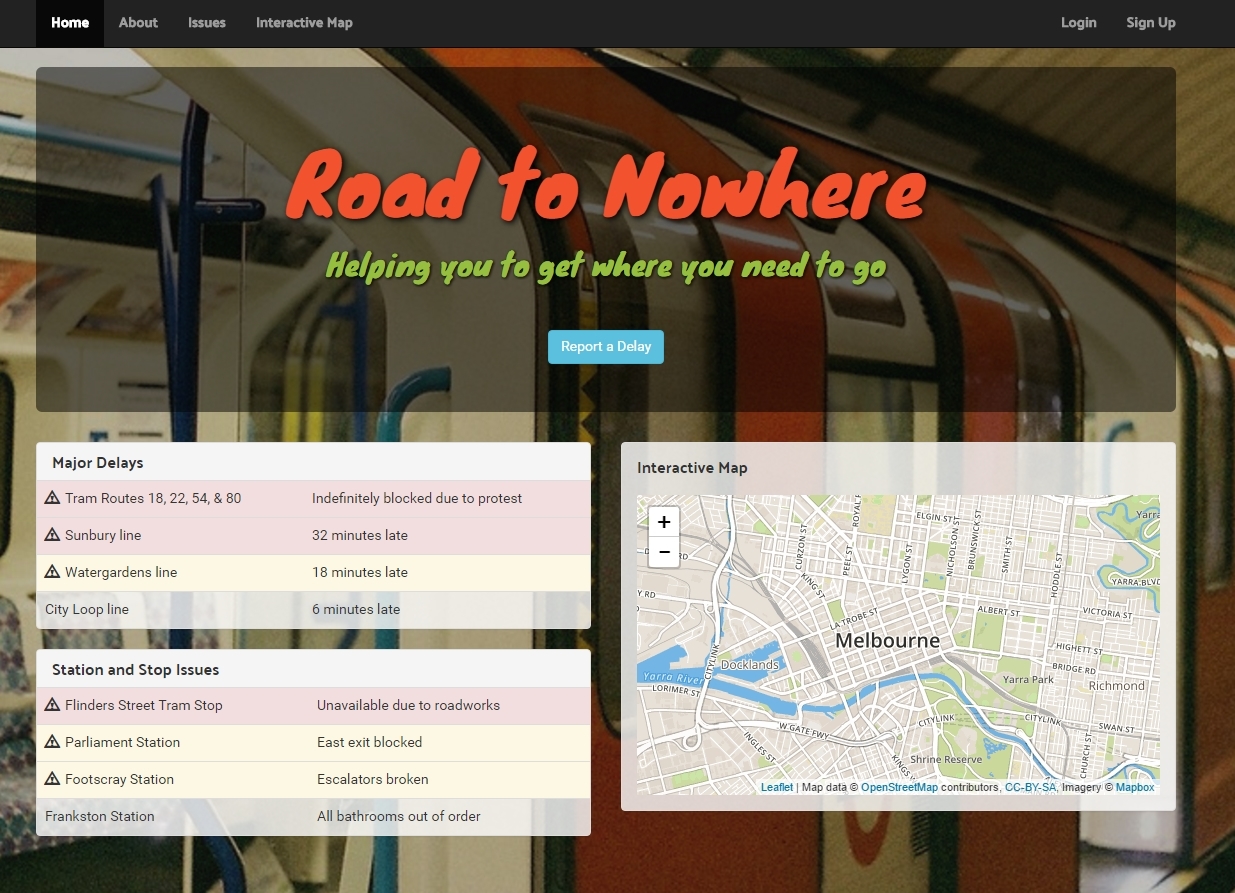 Home About Issues Interactive Map Login Sign Up
Road to Nowhere
Helping you to get where you need to go
Report a Delay
Major Delays
Tram Routes 18, 22, 54, & 80 Indefinitely blocked due to protest
Sunbury line 32 minutes late
Watergardens line 18 minutes late
City Loop line 6 minutes late
Station and Stop Issues
Flinders Street Tram Stop Unavailable due to roadworks
Parliament Station East exit blocked
Footscray Station Escalators broken
Frankston Station All bathrooms out of order
Interactive Map
+
−
ELGIN ST
CURZON ST
PEEL ST
LYGON ST
NICHOLSON ST
BRUNSWICK ST
SMITH ST
HODDLE ST
YARRA BLVD
KING ST
LA TROBE ST
ALBERT ST
VICTORIA ST
Melbourne
HIGHETT ST
BRIDGE RD
Docklands
CITYLINK
Yarra River
LORIMER ST
Yarra Park
Richmond
CITYLINK
CITYLINK
SWAN ST
W GATE FWY
INGLES ST
CHURCH ST
Shrine Reserve
Leaflet | Map data © OpenStreetMap contributors, CC-BY-SA, Imagery © Mapbox